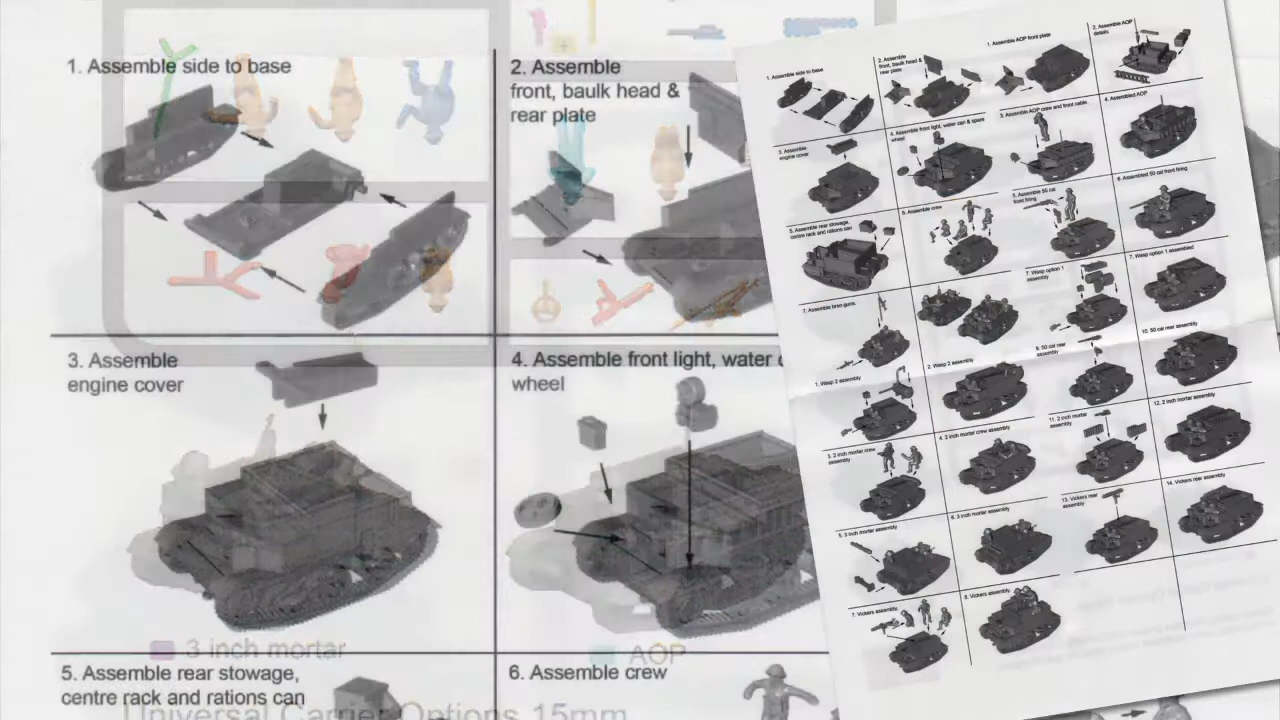 1. Assemble side to base
2. Assemble
front, baulk head &
rear plate
3. Assemble
engine cover
4. Assemble front light, water
wheel
3 inch mortar
AOP
5. Assemble rear stowage,
centre rack and rations can
6. Assemble crew
Universal Carrier Options 15mm
1. Assemble side to base
2. Assemble
front, baulk head &
rear plate
1. Assemble AOP front plate
2. Assemble AOP
details
3. Assemble
engine cover
4. Assemble front light, water can & spare
wheel
3. Assemble AOP crew and front cable
4. Assembled AOP
5. Assemble rear stowage,
centre rack and rations can
6. Assemble crew
5. Assemble 50 cal
front firing
6. Assembled 50 cal front firing
7. Assemble bren guns
7. Wasp option 1
assembly
7. Wasp option 1 assembled
1. Wasp 2 assembly
2. Wasp 2 assembly
9. 50 cal rear
assembly
10. 50 cal rear assembly
3. 2 inch mortar crew
assembly
4. 2 inch mortar crew assembly
11. 2 inch mortar
assembly
12. 2 inch mortar assembly
5. 3 inch mortar assembly
6. 3 inch mortar assembly
13. Vickers rear
assembly
14. Vickers rear assembly
7. Vickers assembly
8. Vickers assembly